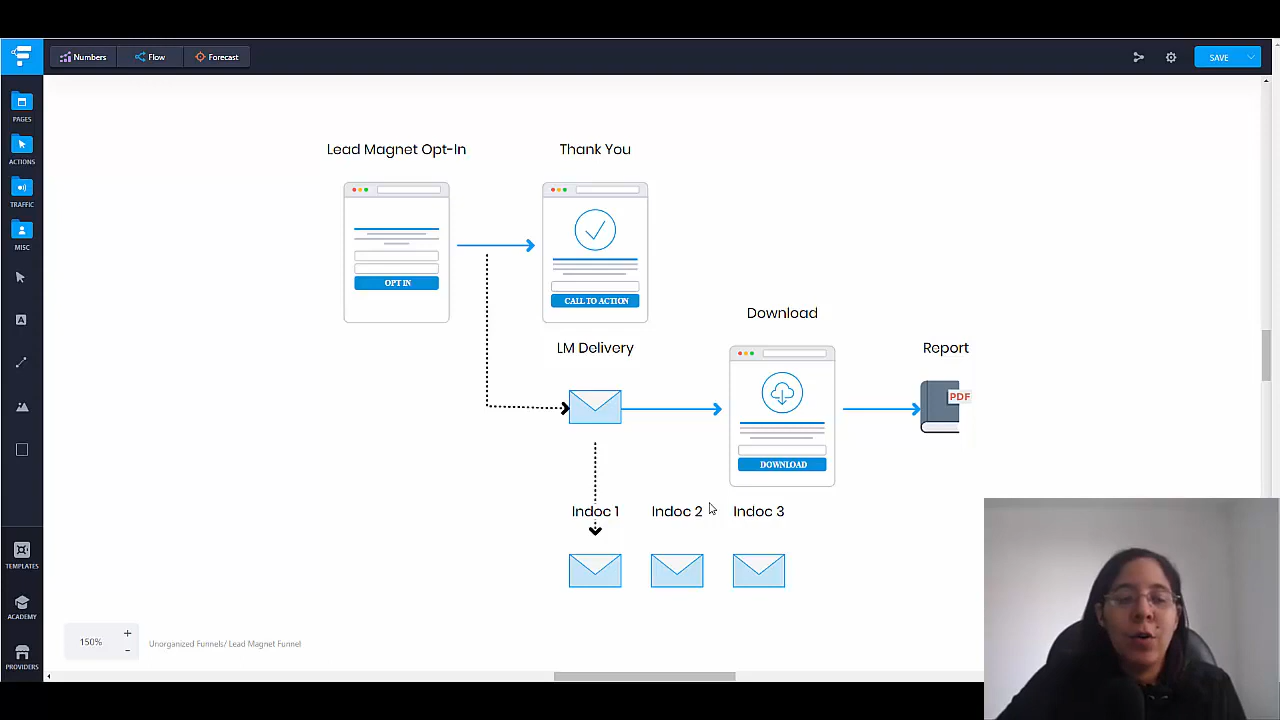 Numbers
Flow
Forecast
SAVE
PAGES
ACTIONS
TRAFFIC
MISC
TEMPLATES
ACADEMY
PROVIDERS
Lead Magnet Opt-In
Thank You
OPT IN
CALL TO ACTION
LM Delivery
Download
Report
PDF
DOWNLOAD
Indoc 1
Indoc 2
Indoc 3
150%
+
-
Unorganized Funnels/ Lead Magnet Funnel